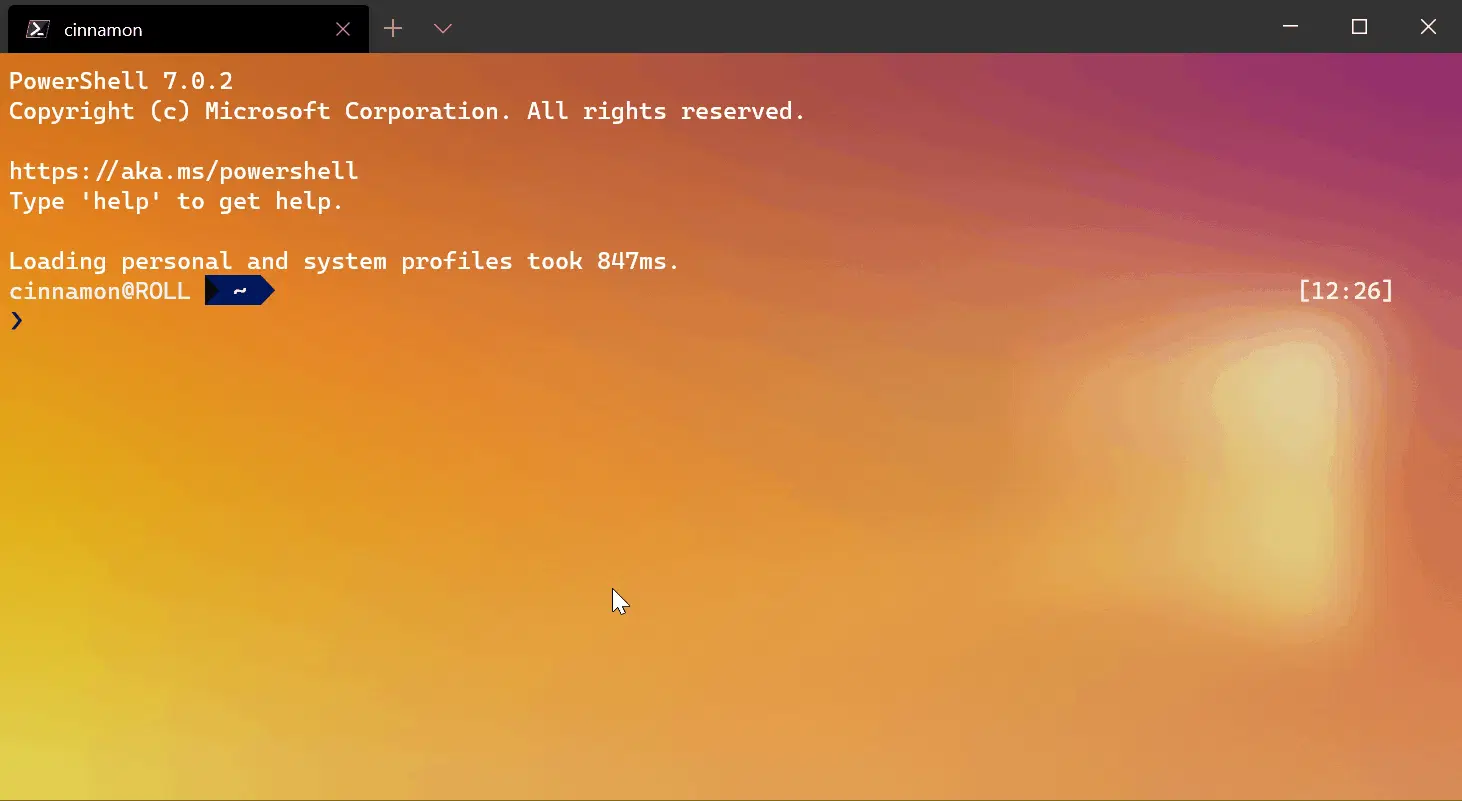 cinnamon
PowerShell 7.0.2
Copyright (c) Microsoft Corporation. All rights reserved.
https://aka.ms/powershell
Type 'help' to get help.
Loading personal and system profiles took 847ms.
cinnamon@ROLL ~ [12:26]
❯